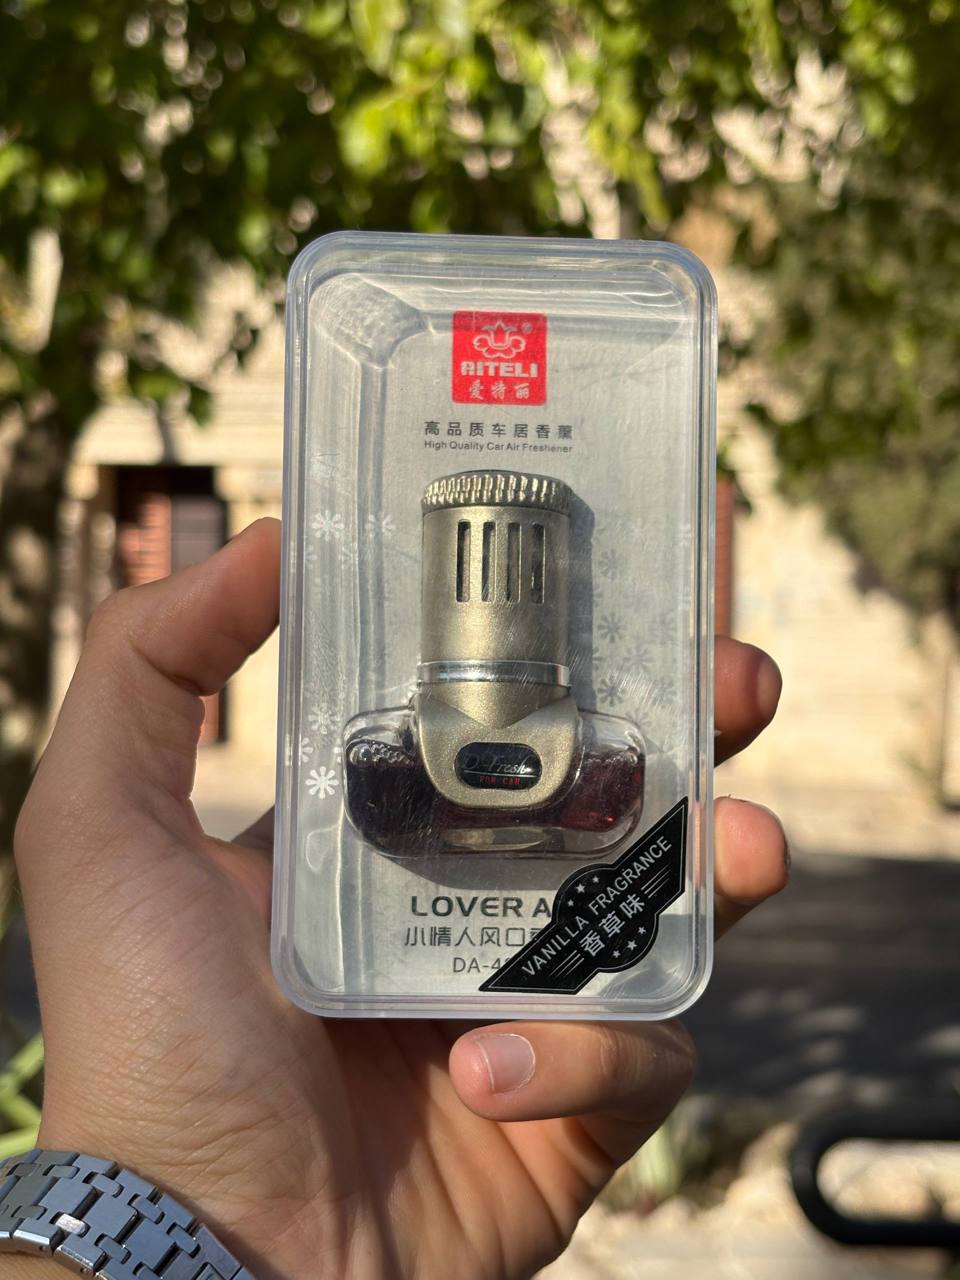 ®
AITELI
爱特丽
高品质车居香薰
High Quality Car Air Freshener
D-Fresh
FOR CAR
LOVER A
小情人风口
DA-4
VANILLA FRAGRANCE
香草味